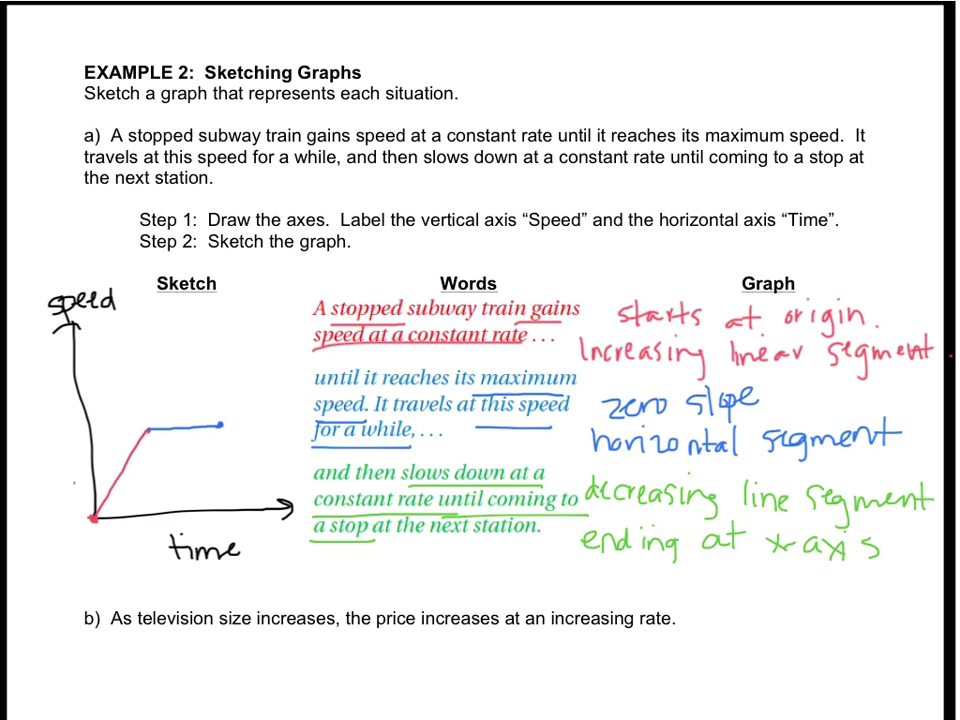 EXAMPLE 2: Sketching Graphs
Sketch a graph that represents each situation.
a) A stopped subway train gains speed at a constant rate until it reaches its maximum speed. It
travels at this speed for a while, and then slows down at a constant rate until coming to a stop at
the next station.
Step 1: Draw the axes. Label the vertical axis “Speed” and the horizontal axis “Time”.
Step 2: Sketch the graph.
Sketch
speed
time
Words
A stopped subway train gains
speed at a constant rate . . .
until it reaches its maximum
speed. It travels at this speed
for a while, . . .
and then slows down at a
constant rate until coming to
a stop at the next station.
Graph
starts at origin.
Increasing linear segment.
zero slope
horizontal segment
decreasing line segment
ending at x-axis
b) As television size increases, the price increases at an increasing rate.